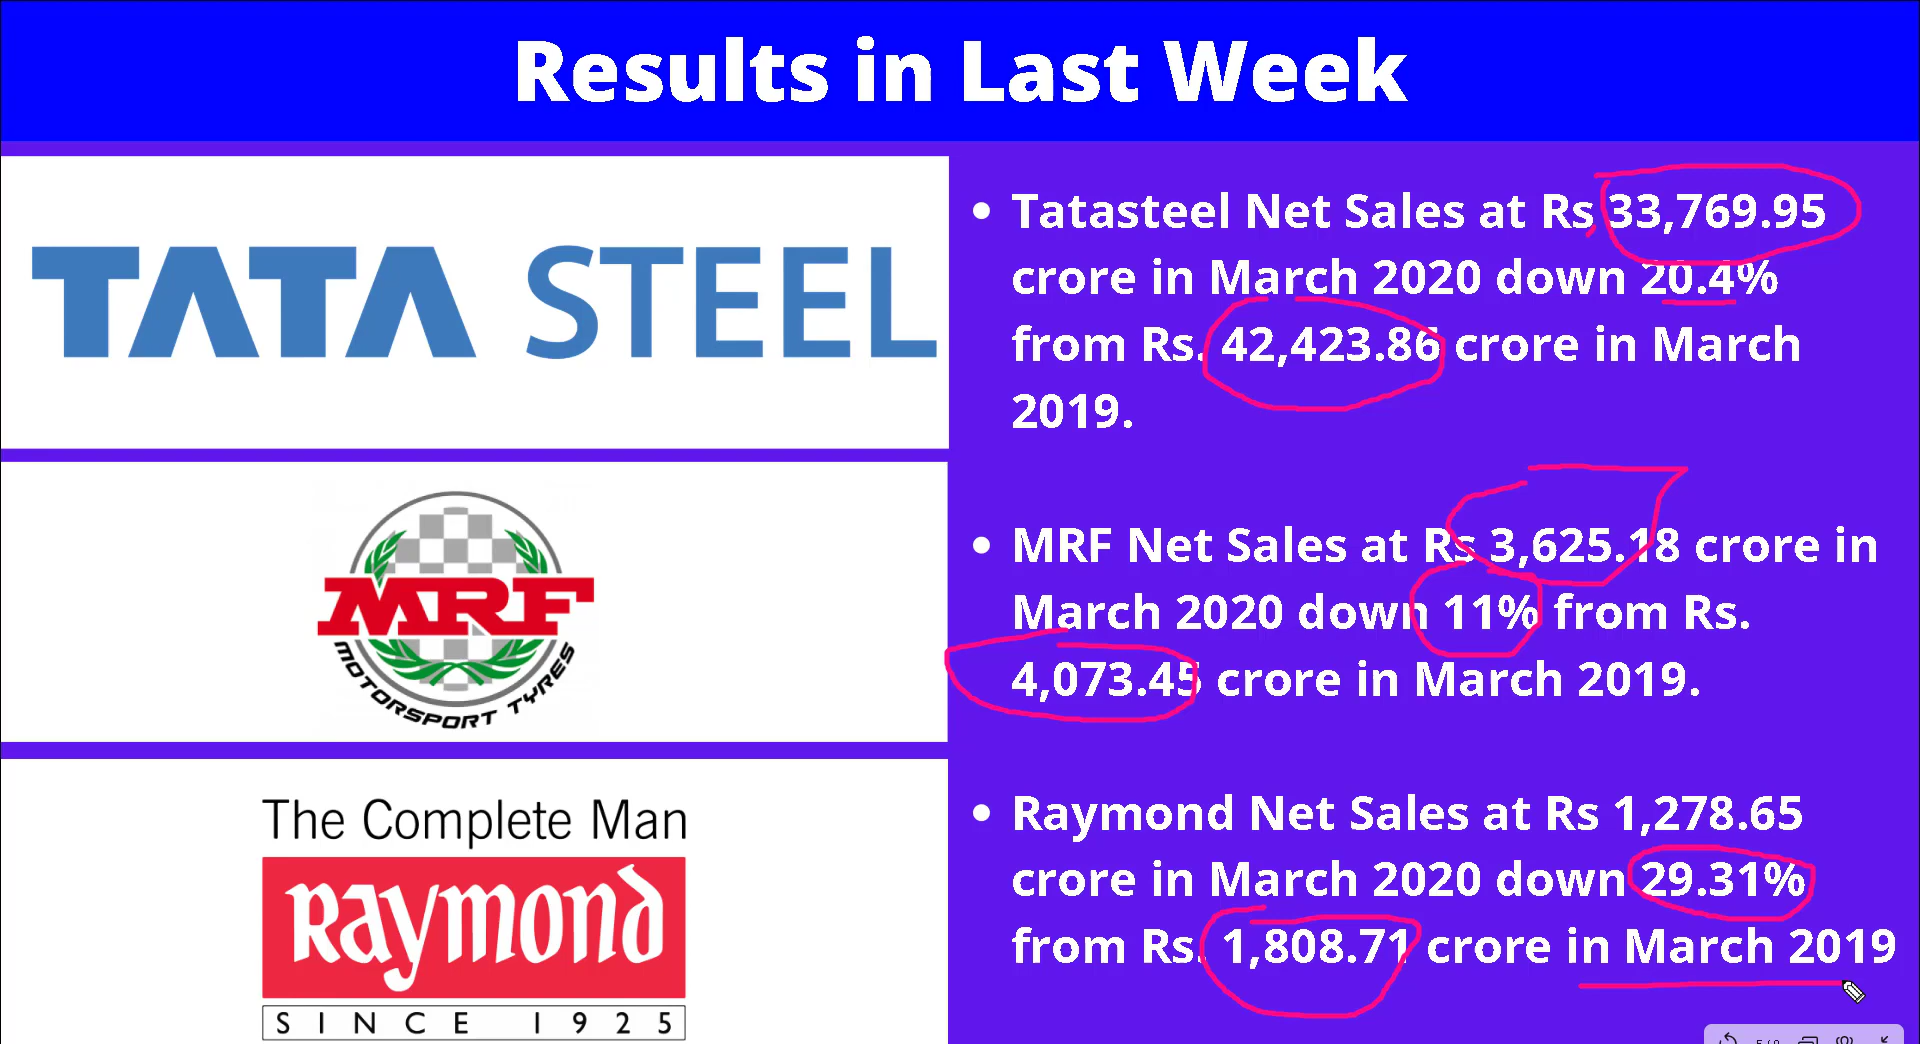 Results in Last Week
TATA STEEL
• Tatasteel Net Sales at Rs 33,769.95
crore in March 2020 down 20.4%
from Rs. 42,423.86 crore in March
2019.
MRF
MOTORSPORT TYRES
• MRF Net Sales at Rs 3,625.18 crore in
March 2020 down 11% from Rs.
4,073.45 crore in March 2019.
The Complete Man
Raymond
SINCE 1925
• Raymond Net Sales at Rs 1,278.65
crore in March 2020 down 29.31%
from Rs. 1,808.71 crore in March 2019